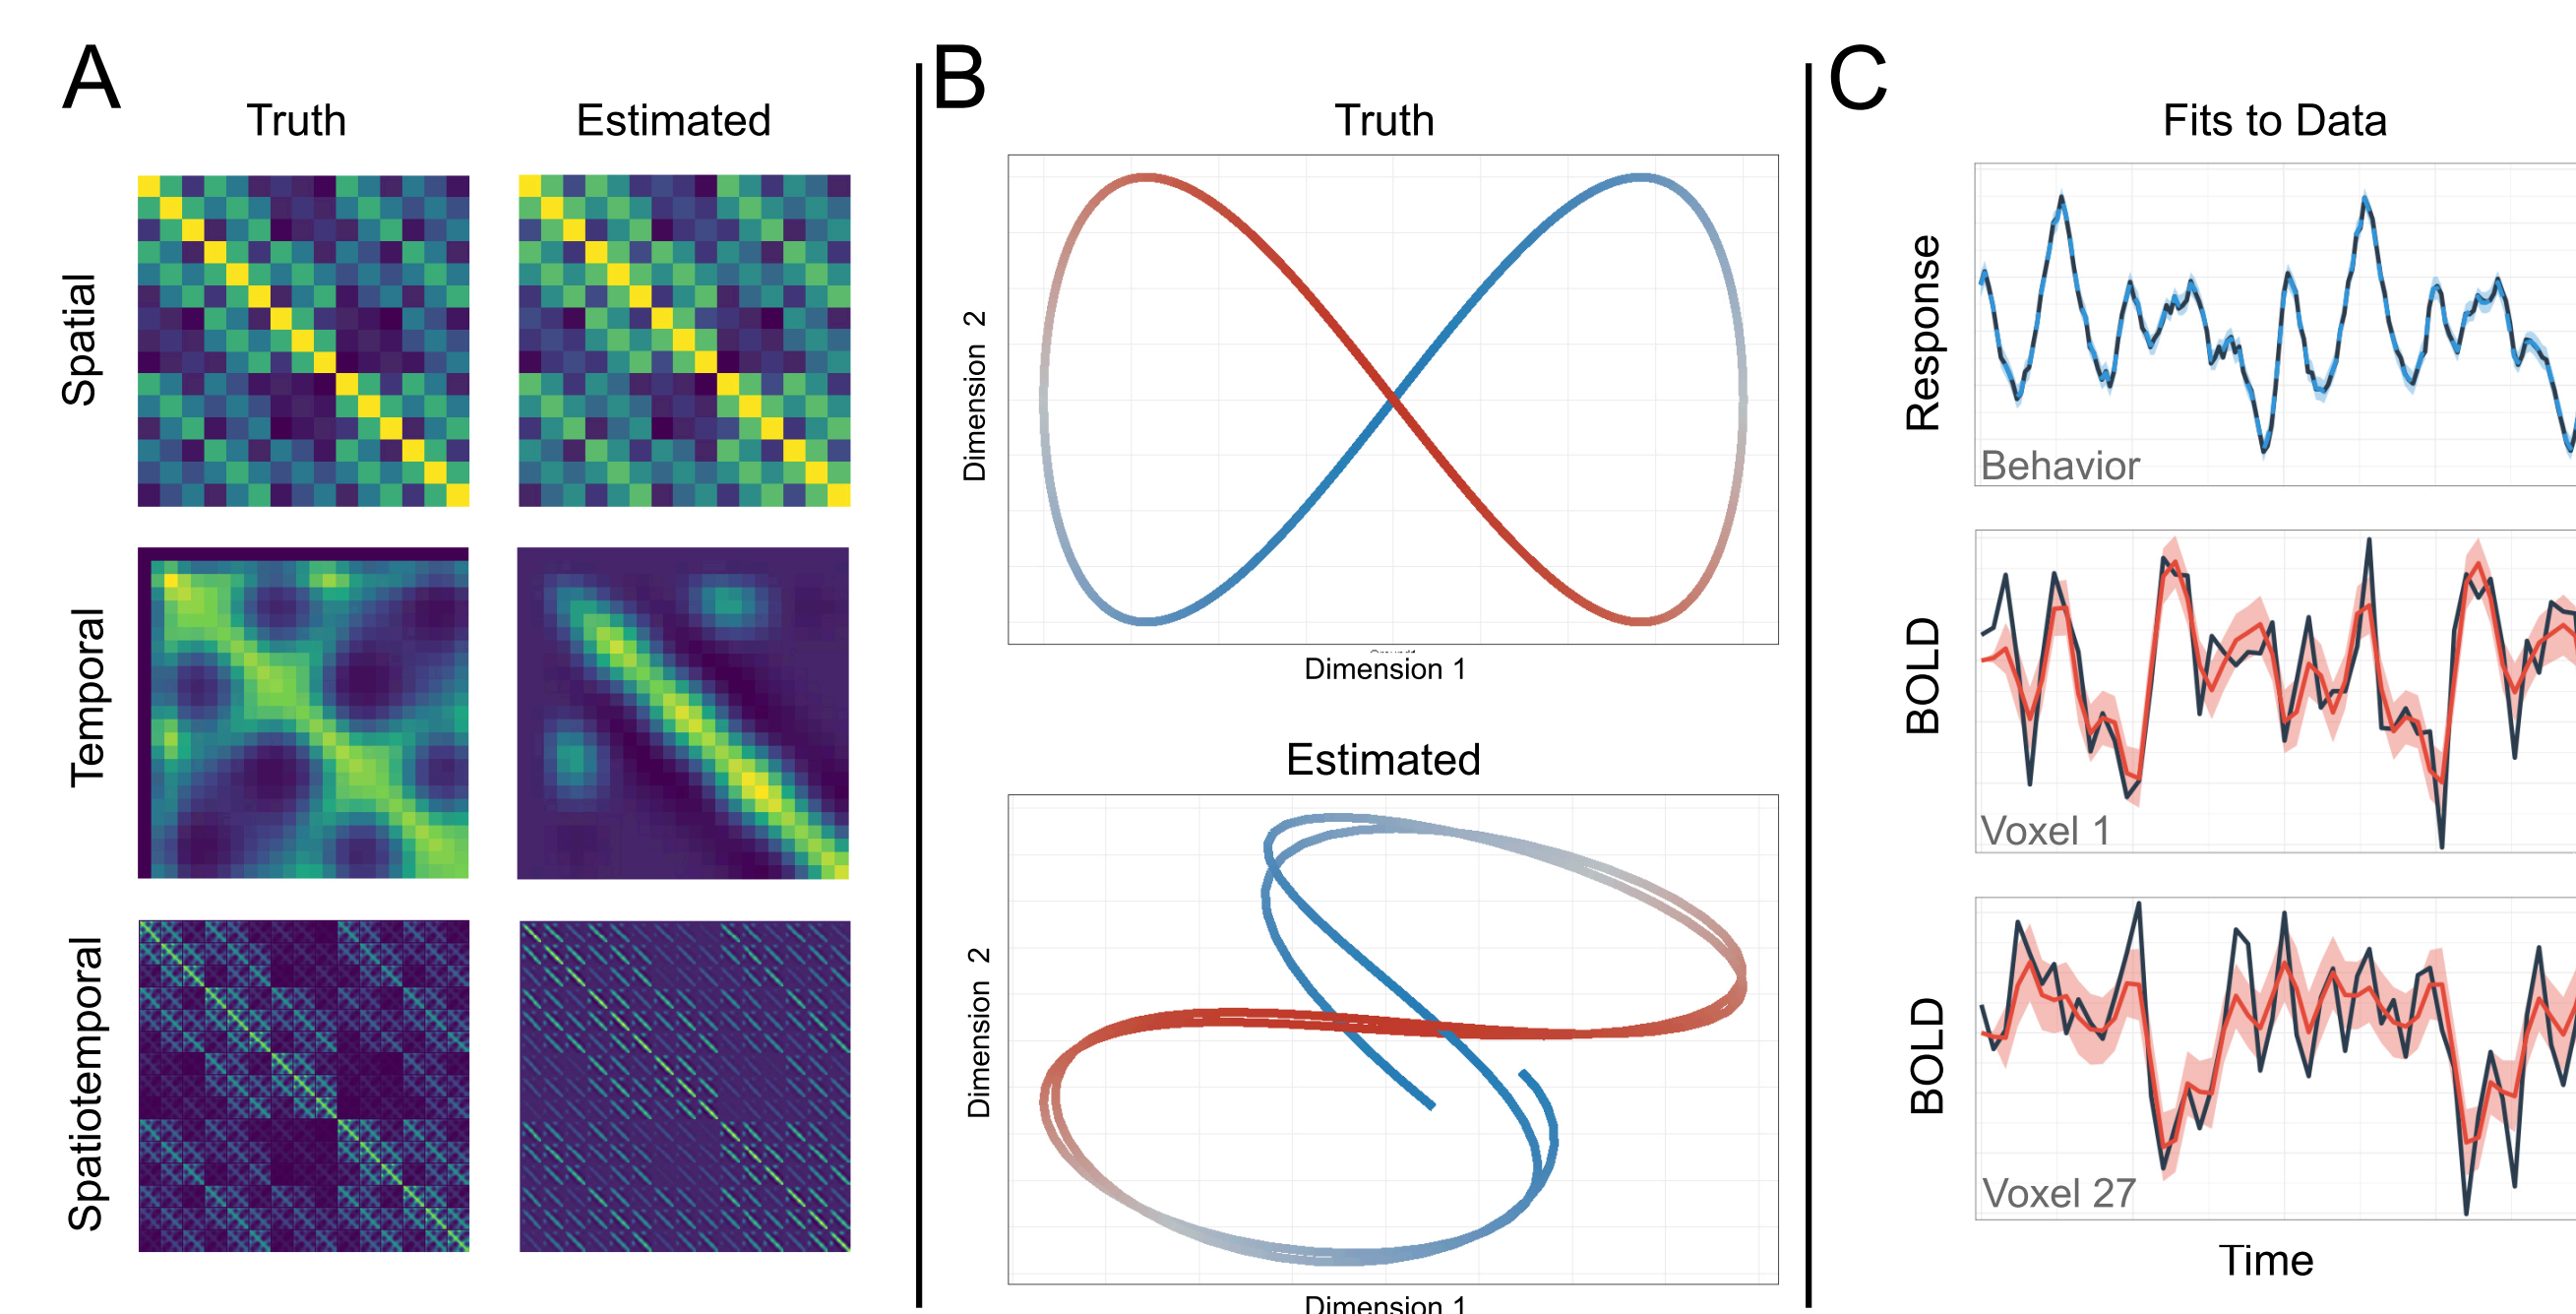 A
Truth
Estimated
Spatial
Temporal
Spatiotemporal
B
Truth
Dimension 2
Dimension 1
Estimated
Dimension 2
Dimension 1
C
Fits to Data
Response
Behavior
BOLD
Voxel 1
BOLD
Voxel 27
Time